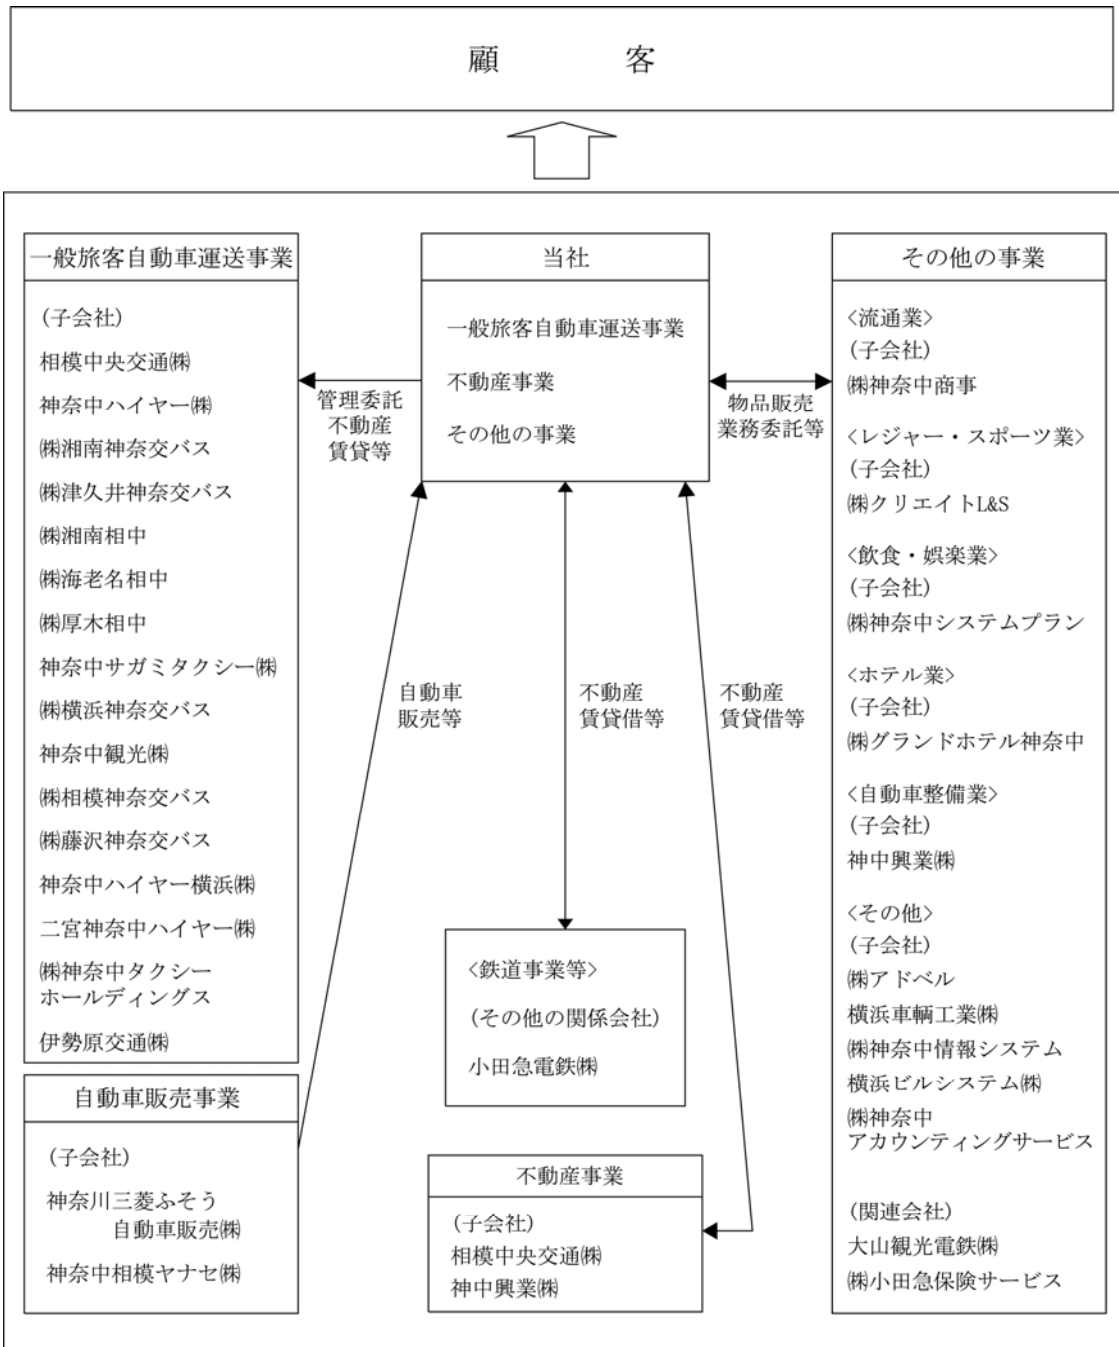 顧客
一般旅客自動車運送事業
(子会社)
相模中央交通㈱
神奈中ハイヤー㈱
㈱湘南神奈交バス
㈱津久井神奈交バス
㈱湘南相中
㈱海老名相中
㈱厚木相中
神奈中サガミタクシー㈱
㈱横浜神奈交バス
神奈中観光㈱
㈱相模神奈交バス
㈱藤沢神奈交バス
神奈中ハイヤー横浜㈱
二宮神奈中ハイヤー㈱
㈱神奈中タクシー
ホールディングス
伊勢原交通㈱
自動車販売事業
(子会社)
神奈川三菱ふそう
自動車販売㈱
神奈中相模ヤナセ㈱
当社
一般旅客自動車運送事業
不動産事業
その他の事業
管理委託
不動産
賃貸等
物品販売
業務委託等
自動車
販売等
不動産
賃貸借等
不動産
賃貸借等
<鉄道事業等>
(その他の関係会社)
小田急電鉄㈱
不動産事業
(子会社)
相模中央交通㈱
神中興業㈱
その他の事業
<流通業>
(子会社)
㈱神奈中商事
<レジャー・スポーツ業>
(子会社)
㈱クリエイトL&S
<飲食・娯楽業>
(子会社)
㈱神奈中システムプラン
<ホテル業>
(子会社)
㈱グランドホテル神奈中
<自動車整備業>
(子会社)
神中興業㈱
<その他>
(子会社)
㈱アドベル
横浜車輌工業㈱
㈱神奈中情報システム
横浜ビルシステム㈱
㈱神奈中
アカウンティングサービス
(関連会社)
大山観光電鉄㈱
㈱小田急保険サービス